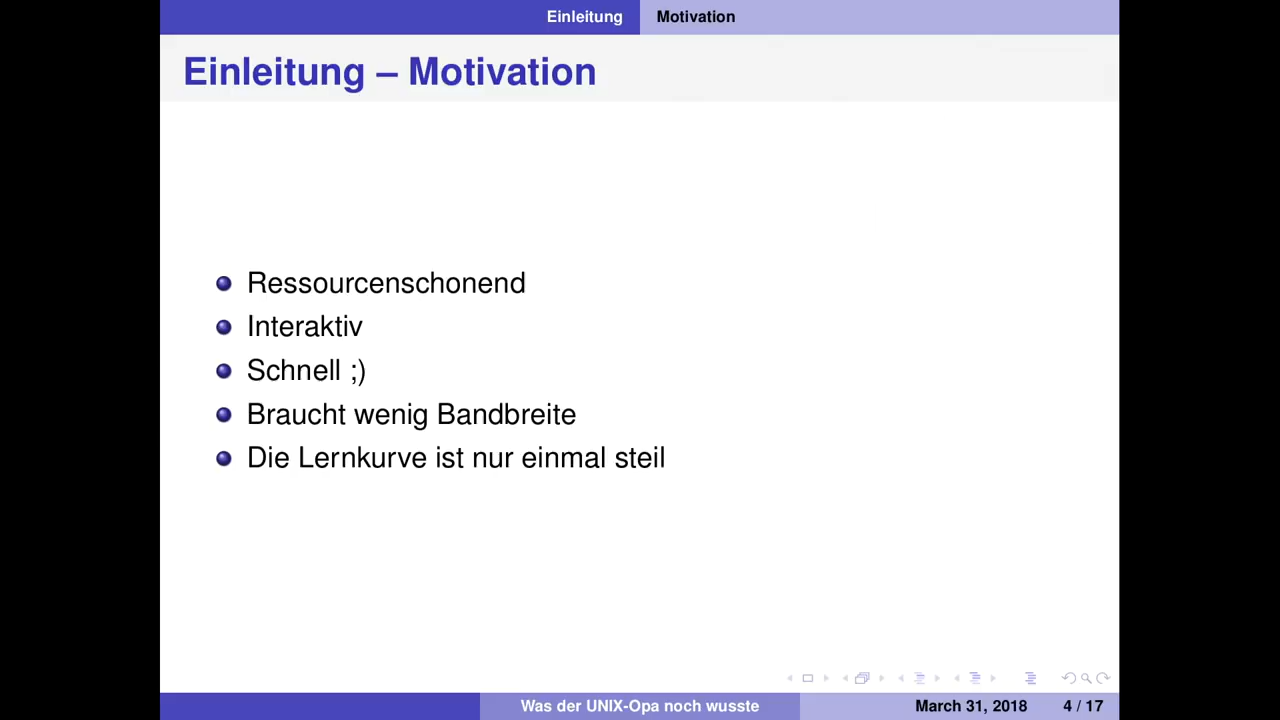 Einleitung Motivation
Einleitung – Motivation
Ressourcenschonend
Interaktiv
Schnell ;)
Braucht wenig Bandbreite
Die Lernkurve ist nur einmal steil
Was der UNIX-Opa noch wusste March 31, 2018 4 / 17